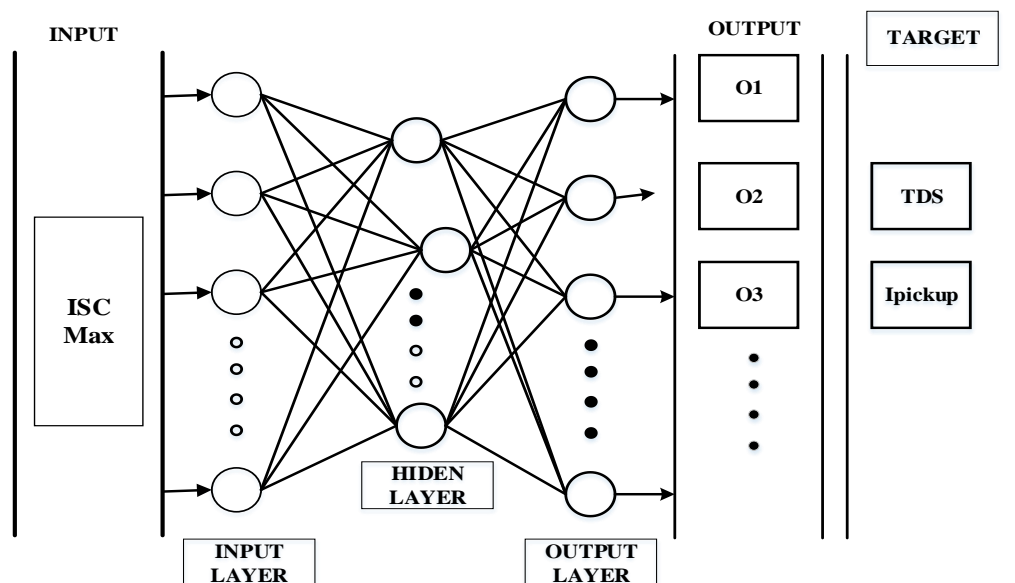 INPUT
OUTPUT
TARGET
O1
O2
TDS
ISC
Max
O3
Ipickup
HIDEN
LAYER
INPUT
LAYER
OUTPUT
LAYER